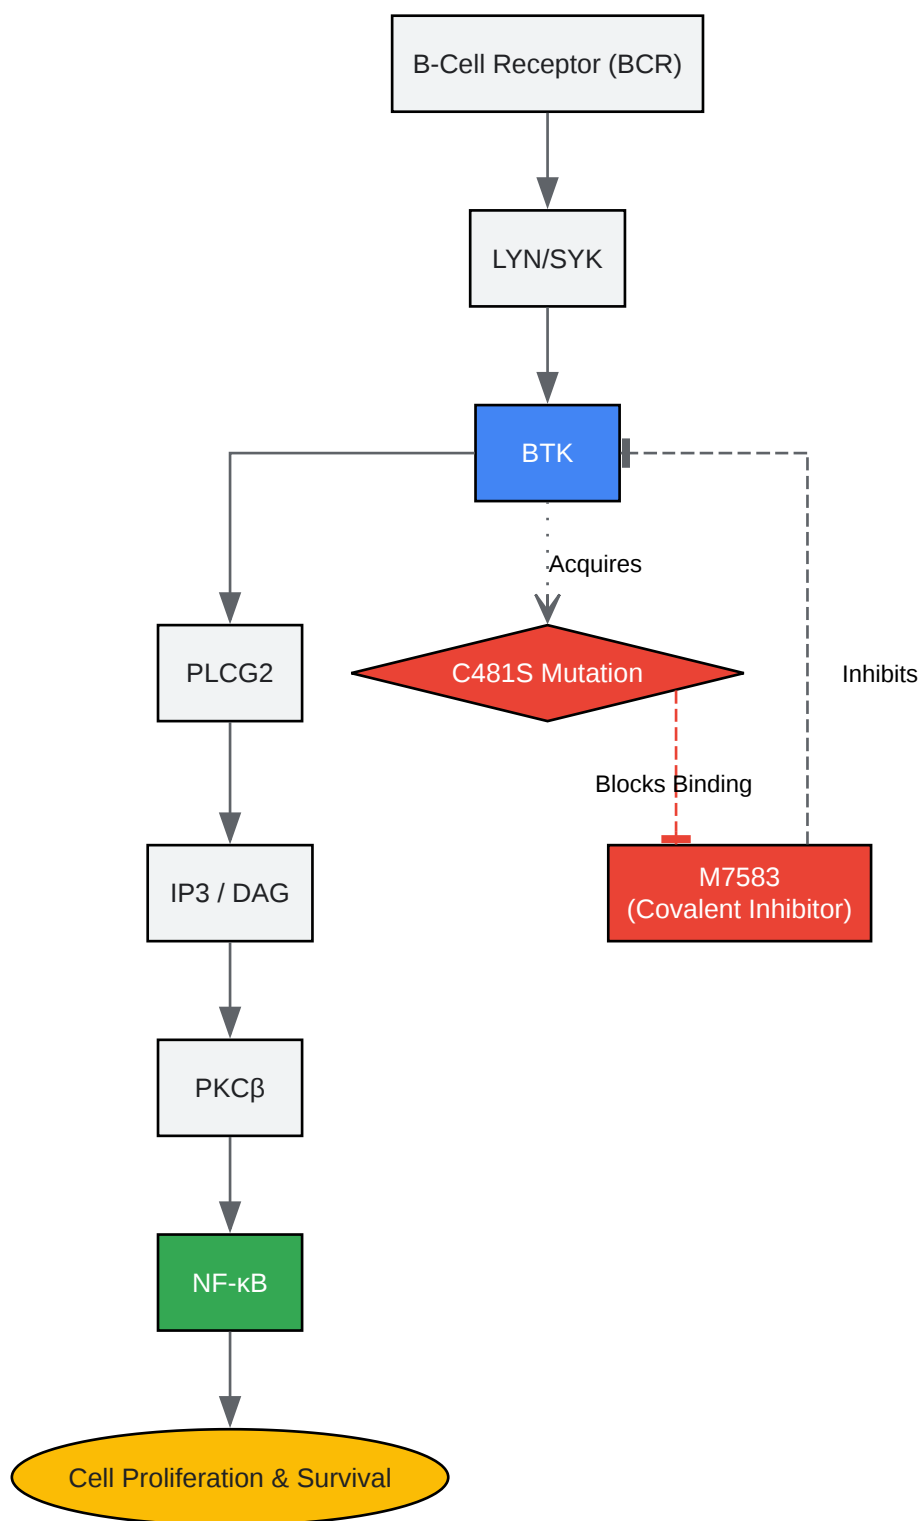 B-Cell Receptor (BCR)
LYN/SYK
BTK
Acquires
PLCG2
C481S Mutation
Inhibits
Blocks Binding
M7583
(Covalent Inhibitor)
IP3 / DAG
PKCβ
NF-κB
Cell Proliferation & Survival